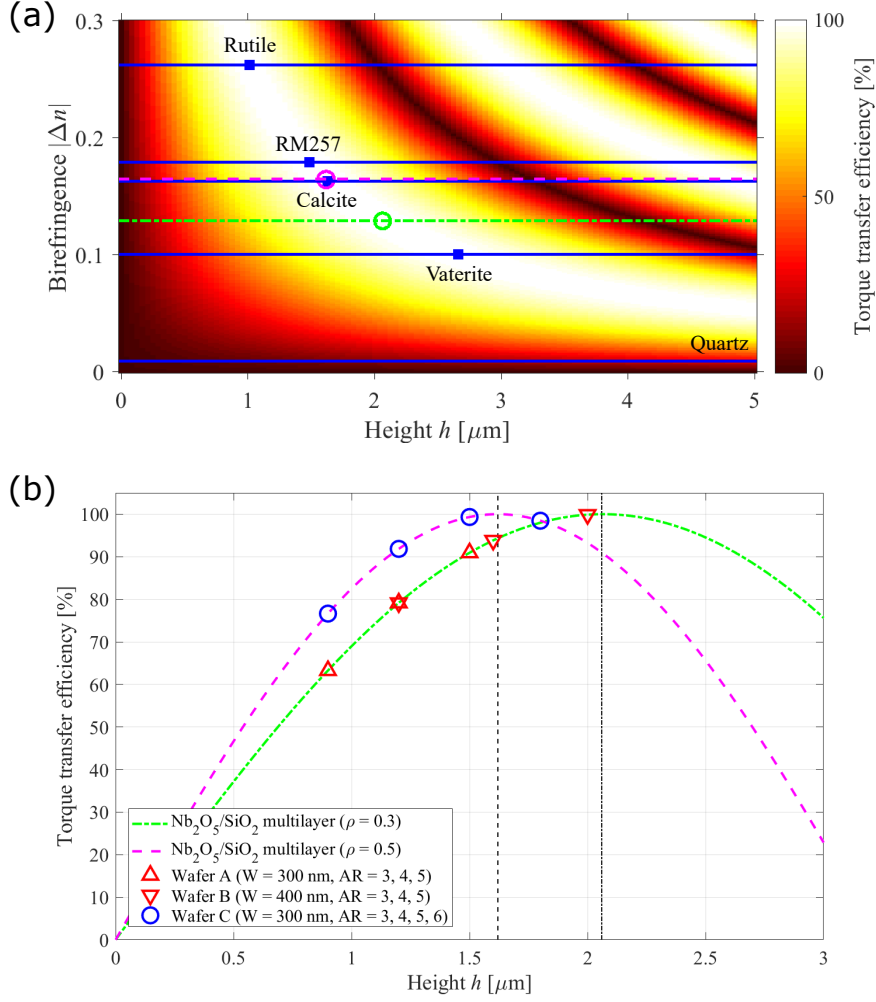 (a)
0.3
0.2
0.1
0
Birefringence |Δn|
Rutile
RM257
Calcite
Vaterite
Quartz
0 1 2 3 4 5
Height h [μm]
100
50
0
Torque transfer efficiency [%]
(b)
100
90
80
70
60
50
40
30
20
10
0
Torque transfer efficiency [%]
Nb₂O₅/SiO₂ multilayer (ρ = 0.3)
Nb₂O₅/SiO₂ multilayer (ρ = 0.5)
Wafer A (W = 300 nm, AR = 3, 4, 5)
Wafer B (W = 400 nm, AR = 3, 4, 5)
Wafer C (W = 300 nm, AR = 3, 4, 5, 6)
0 0.5 1 1.5 2 2.5 3
Height h [μm]